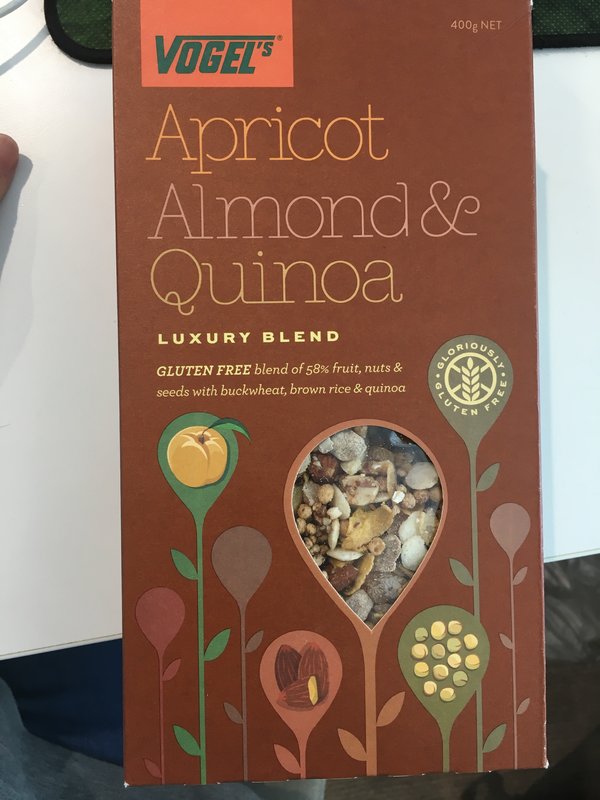 VOGEL'S®
400g NET
Apricot
Almond &
Quinoa
LUXURY BLEND
GLUTEN FREE blend of 58% fruit, nuts &
seeds with buckwheat, brown rice & quinoa
• GLORIOUSLY •
GLUTEN FREE